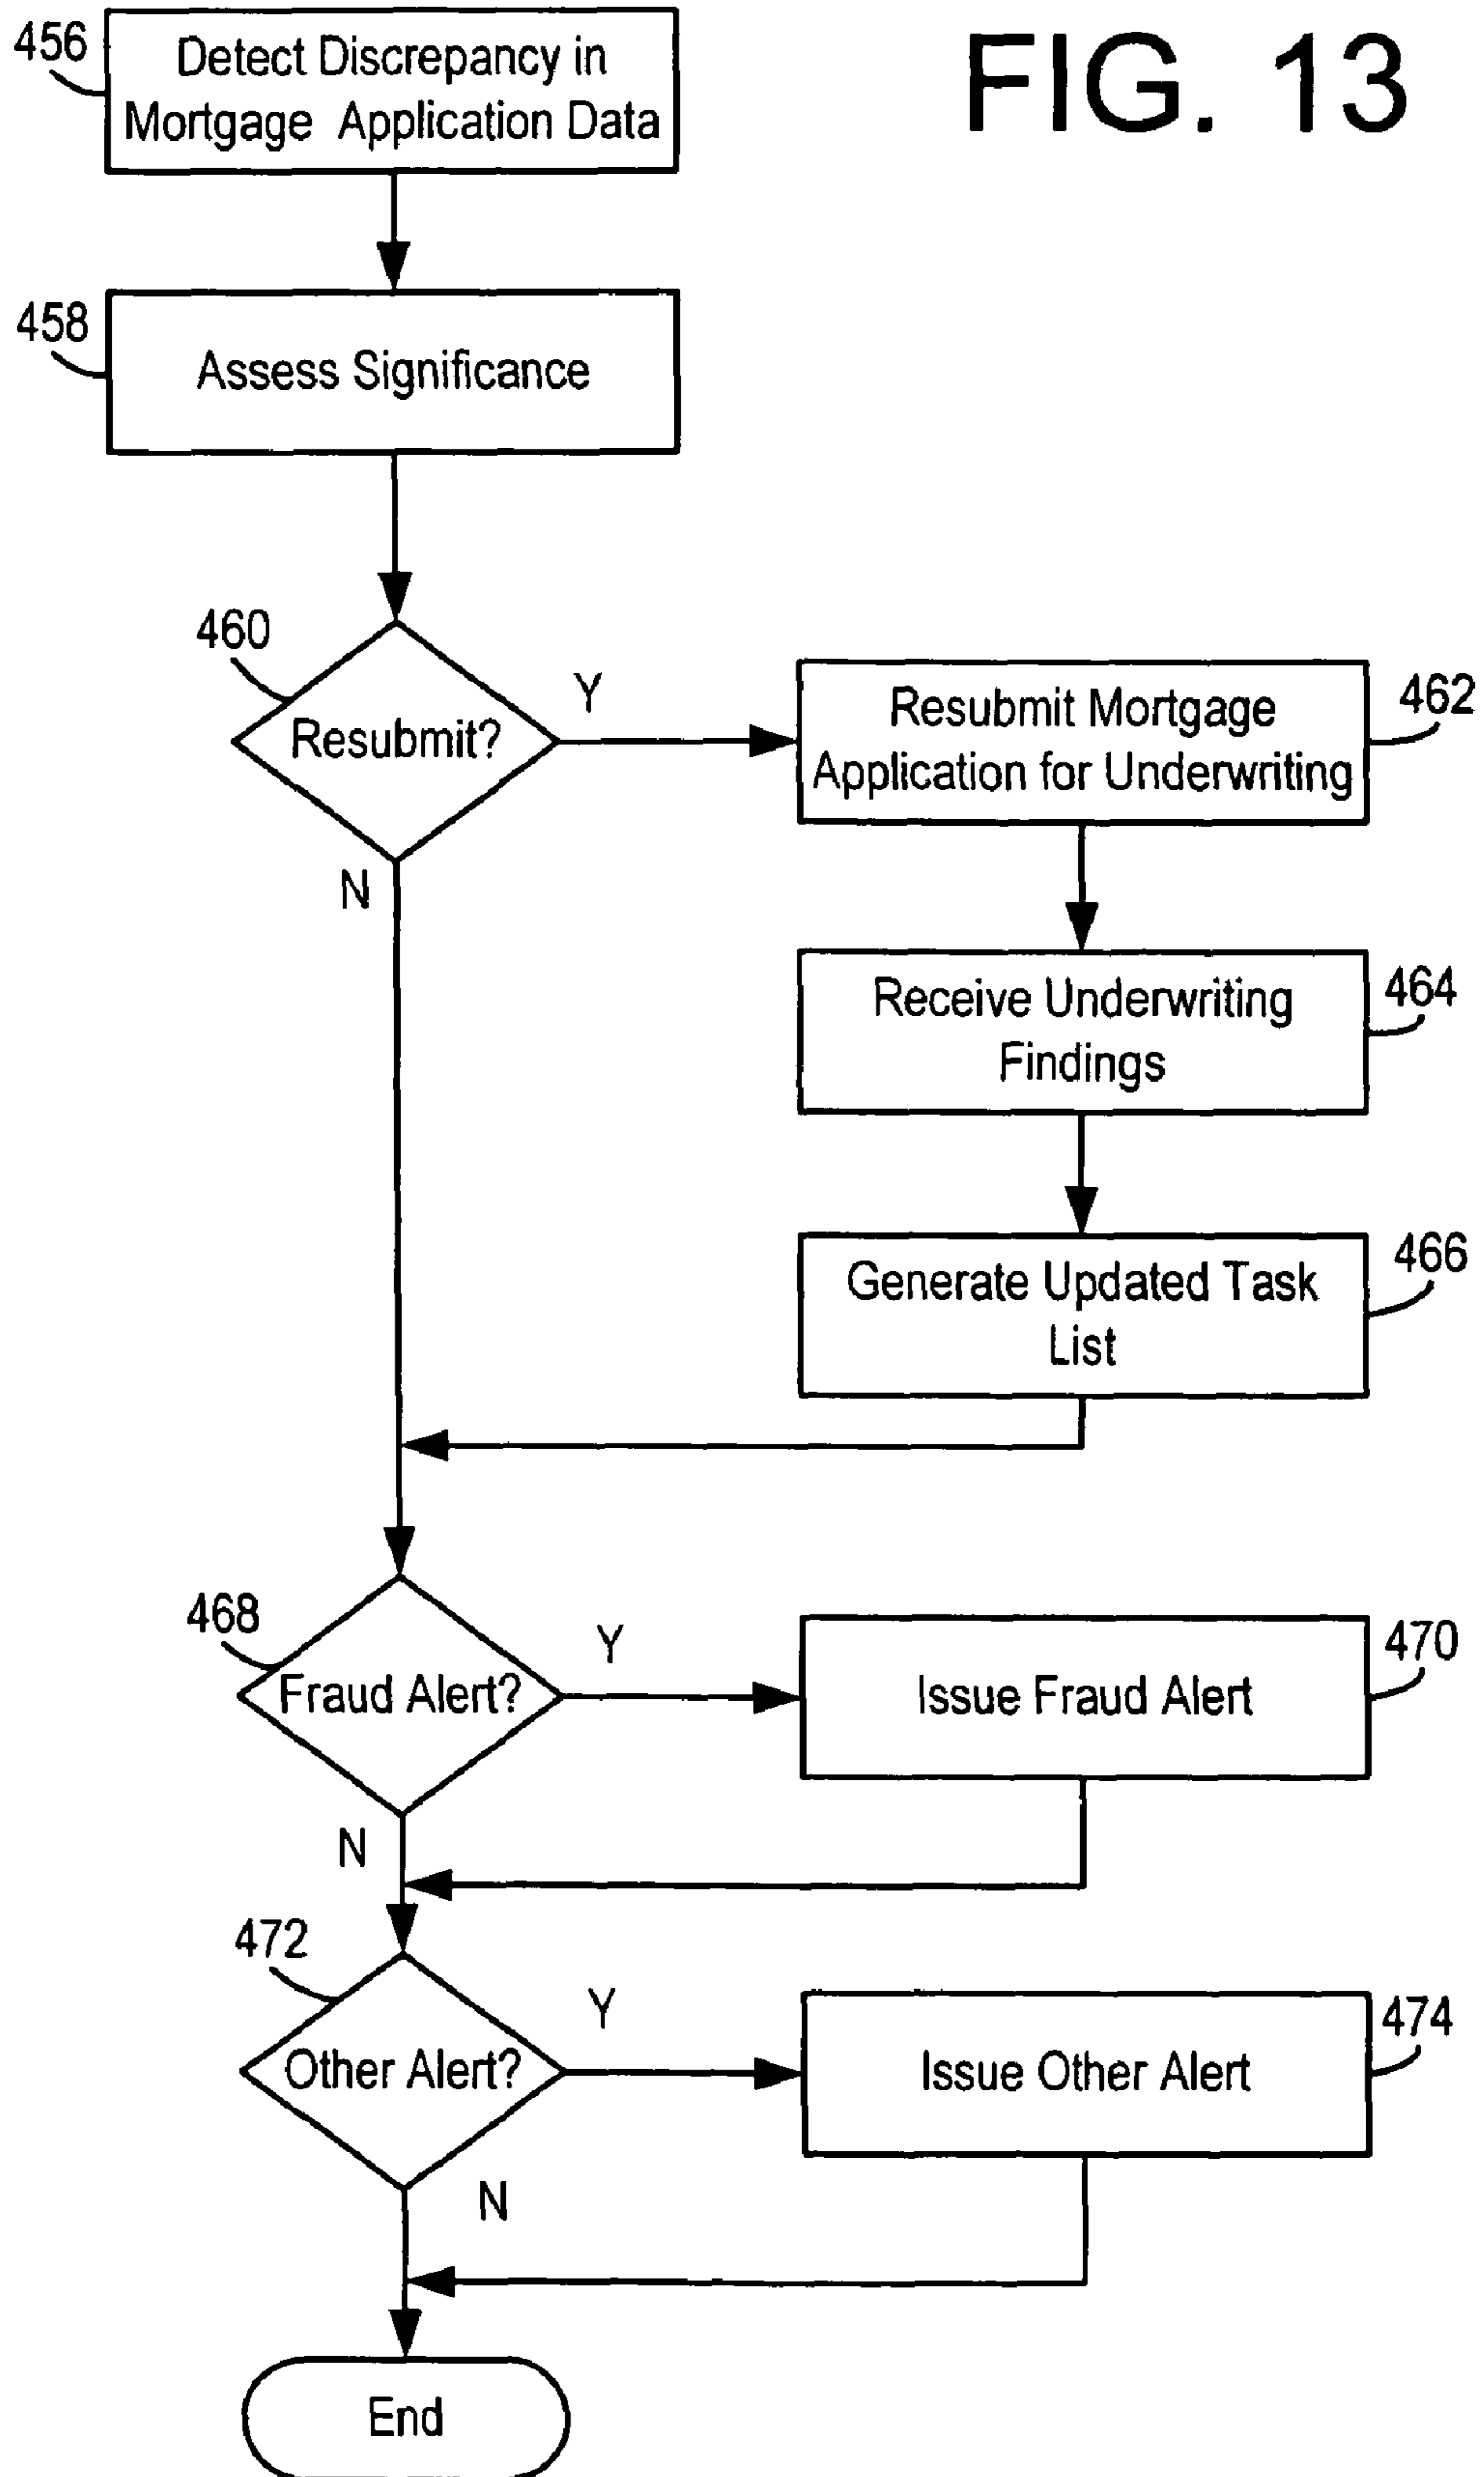 FIG. 13
456
Detect Discrepancy in
Mortgage Application Data
458
Assess Significance
460
Resubmit?
Y
N
462
Resubmit Mortgage
Application for Underwriting
464
Receive Underwriting
Findings
466
Generate Updated Task
List
468
Fraud Alert?
Y
N
470
Issue Fraud Alert
472
Other Alert?
Y
N
474
Issue Other Alert
End